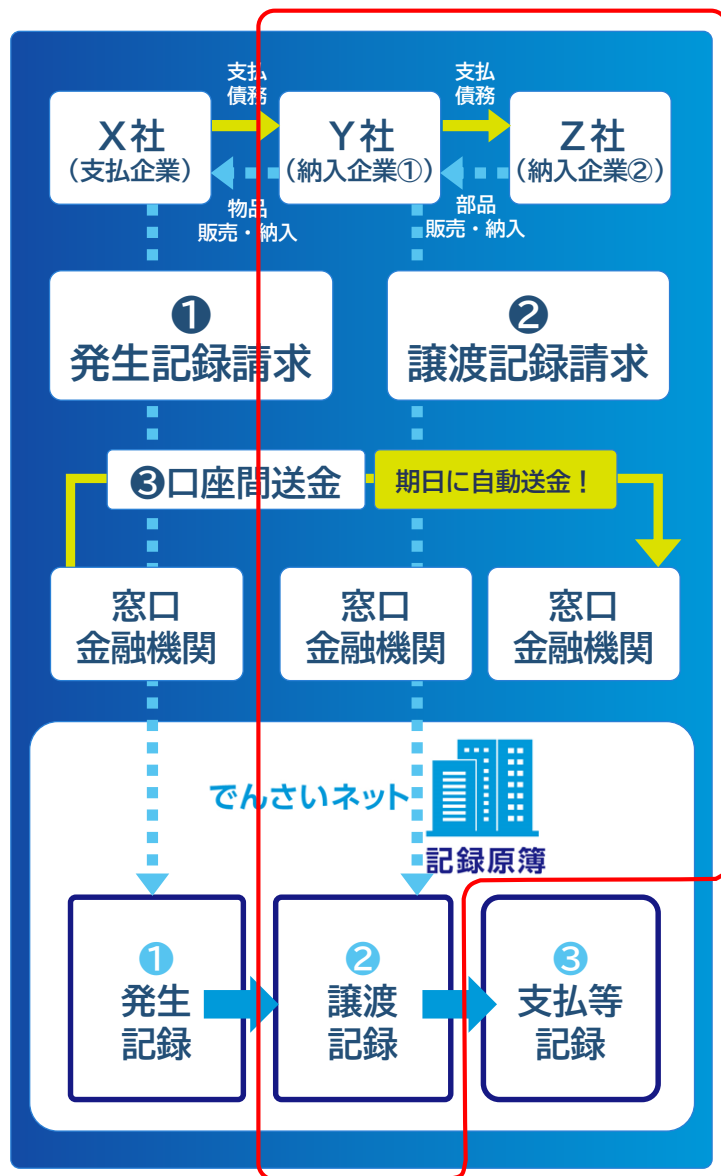 支払
債務
支払
債務
X社
(支払企業)
Y社
(納入企業①)
Z社
(納入企業②)
物品
販売・納入
部品
販売・納入
❶
発生記録請求
❷
譲渡記録請求
❸口座間送金
期日に自動送金！
窓口
金融機関
窓口
金融機関
窓口
金融機関
でんさいネット
記録原簿
❶
発生
記録
❷
譲渡
記録
❸
支払等
記録